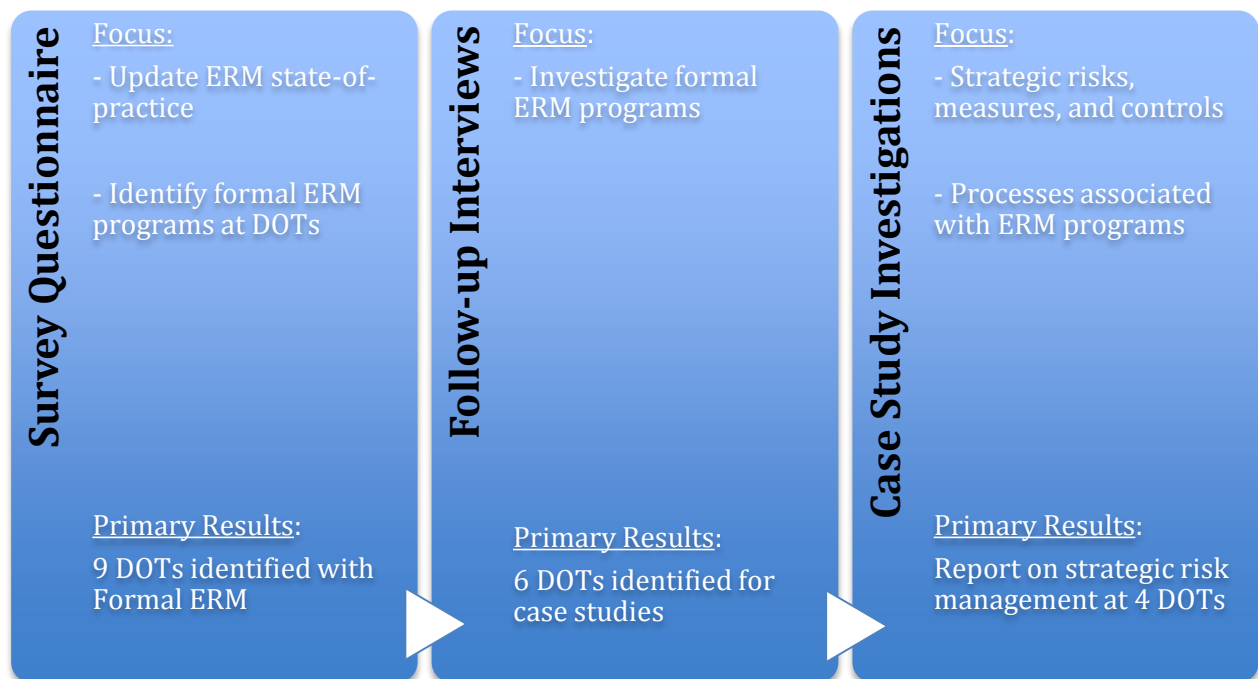 Survey Questionnaire
Focus:
- Update ERM state-of-
practice
- Identify formal ERM
programs at DOTs
Primary Results:
9 DOTs identified with
Formal ERM
Follow-up Interviews
Focus:
- Investigate formal
ERM programs
Primary Results:
6 DOTs identified for
case studies
Case Study Investigations
Focus:
- Strategic risks,
measures, and controls
- Processes associated
with ERM programs
Primary Results:
Report on strategic risk
management at 4 DOTs